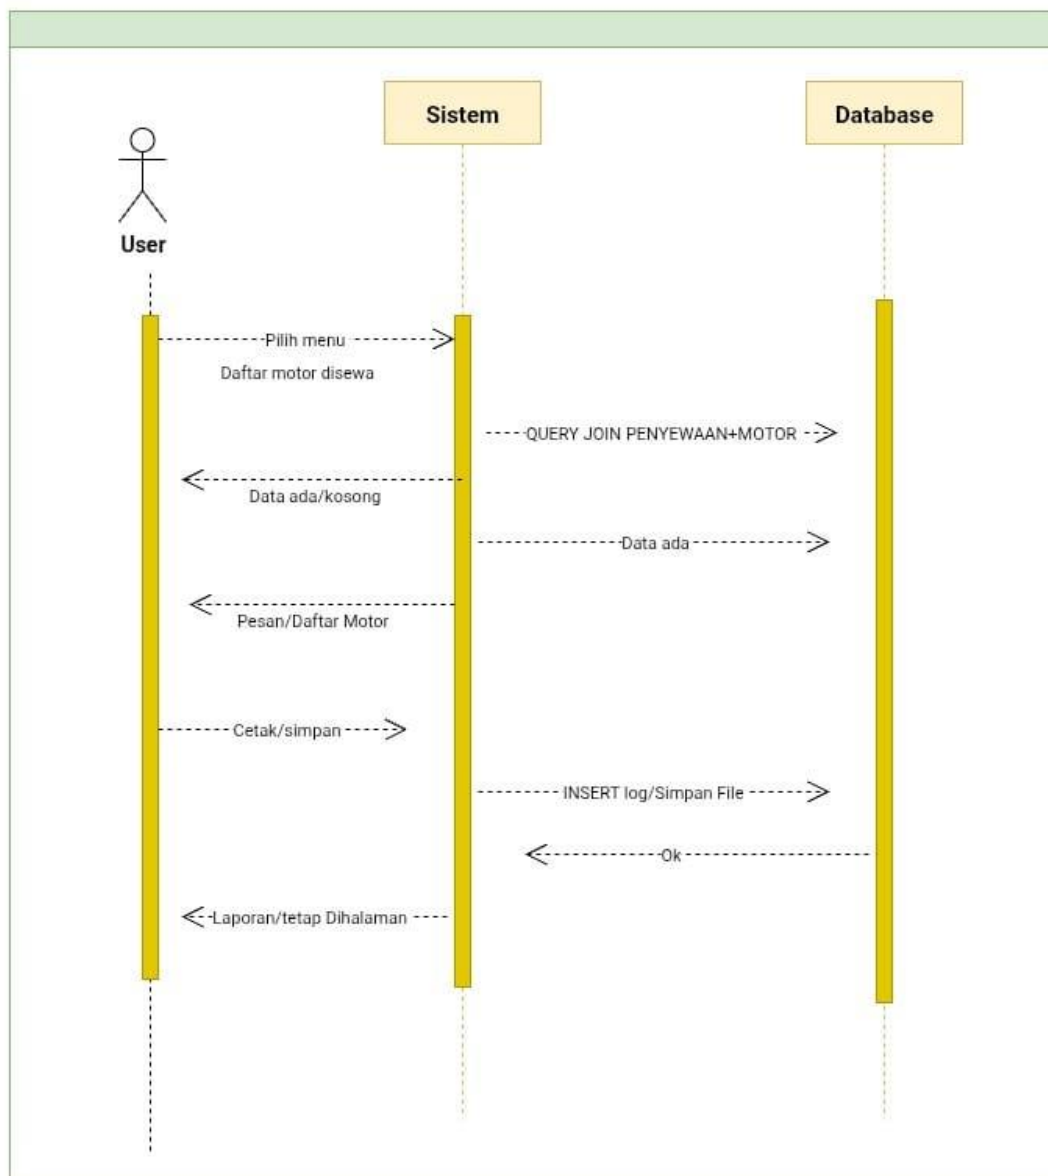 Sistem
Database
User
Pilih menu
Daftar motor disewa
QUERY JOIN PENYEWAAN+MOTOR
Data ada/kosong
Data ada
Pesan/Daftar Motor
Cetak/simpan
INSERT log/Simpan File
Ok
Laporan/tetap Dihalaman